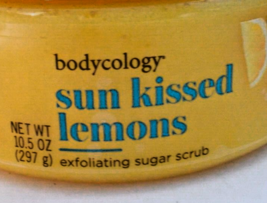 bodycology
sun kissed
lemons
NET WT
10.5 OZ
(297 g)
exfoliating sugar scrub